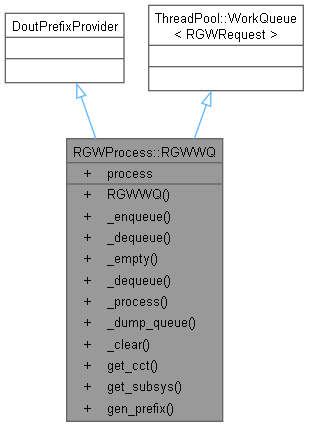 DoutPrefixProvider
ThreadPool::WorkQueue
< RGWRequest >
RGWProcess::RGWWQ
+ process
+ RGWWQ()
+ _enqueue()
+ _dequeue()
+ _empty()
+ _dequeue()
+ _process()
+ _dump_queue()
+ _clear()
+ get_cct()
+ get_subsys()
+ gen_prefix()